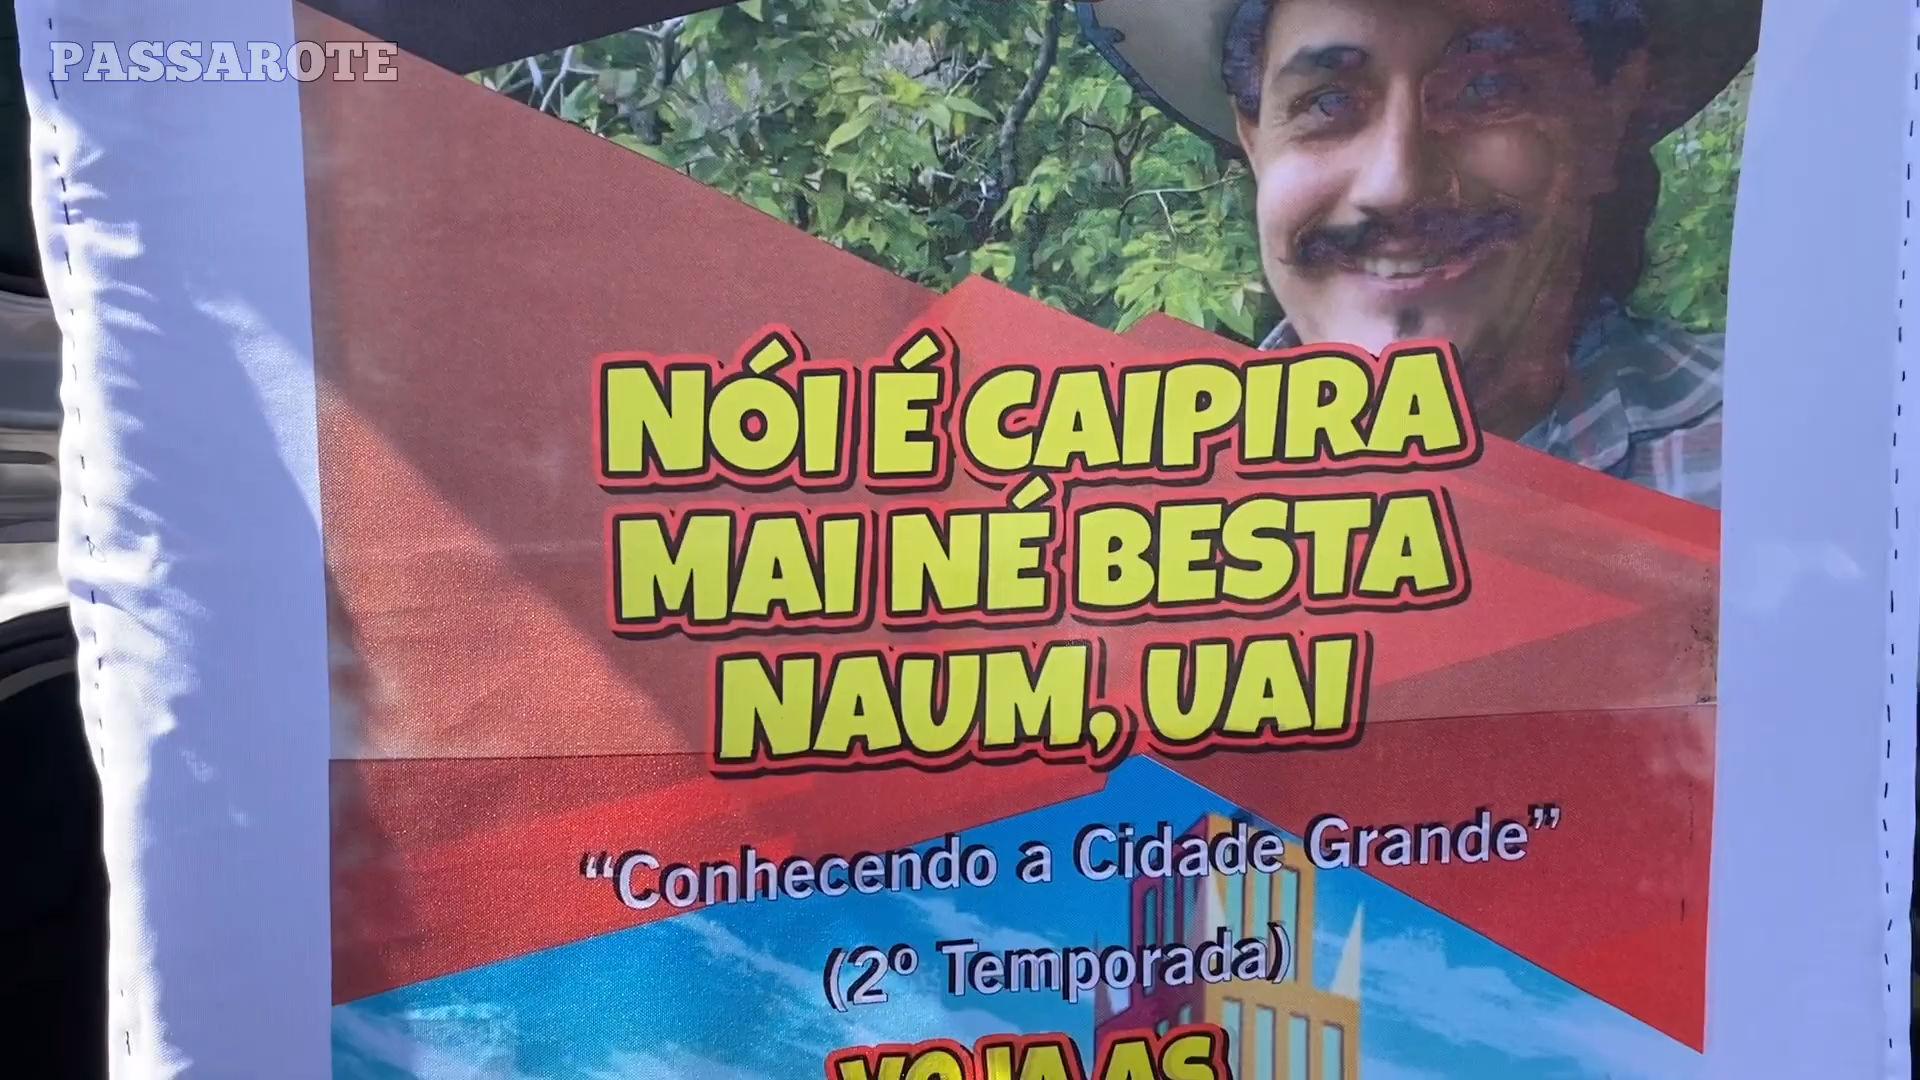 PASSAROTE
NÓI É CAIPIRA
MAI NÉ BESTA
NAUM, UAI
“Conhecendo a Cidade Grande”
(2º Temporada)